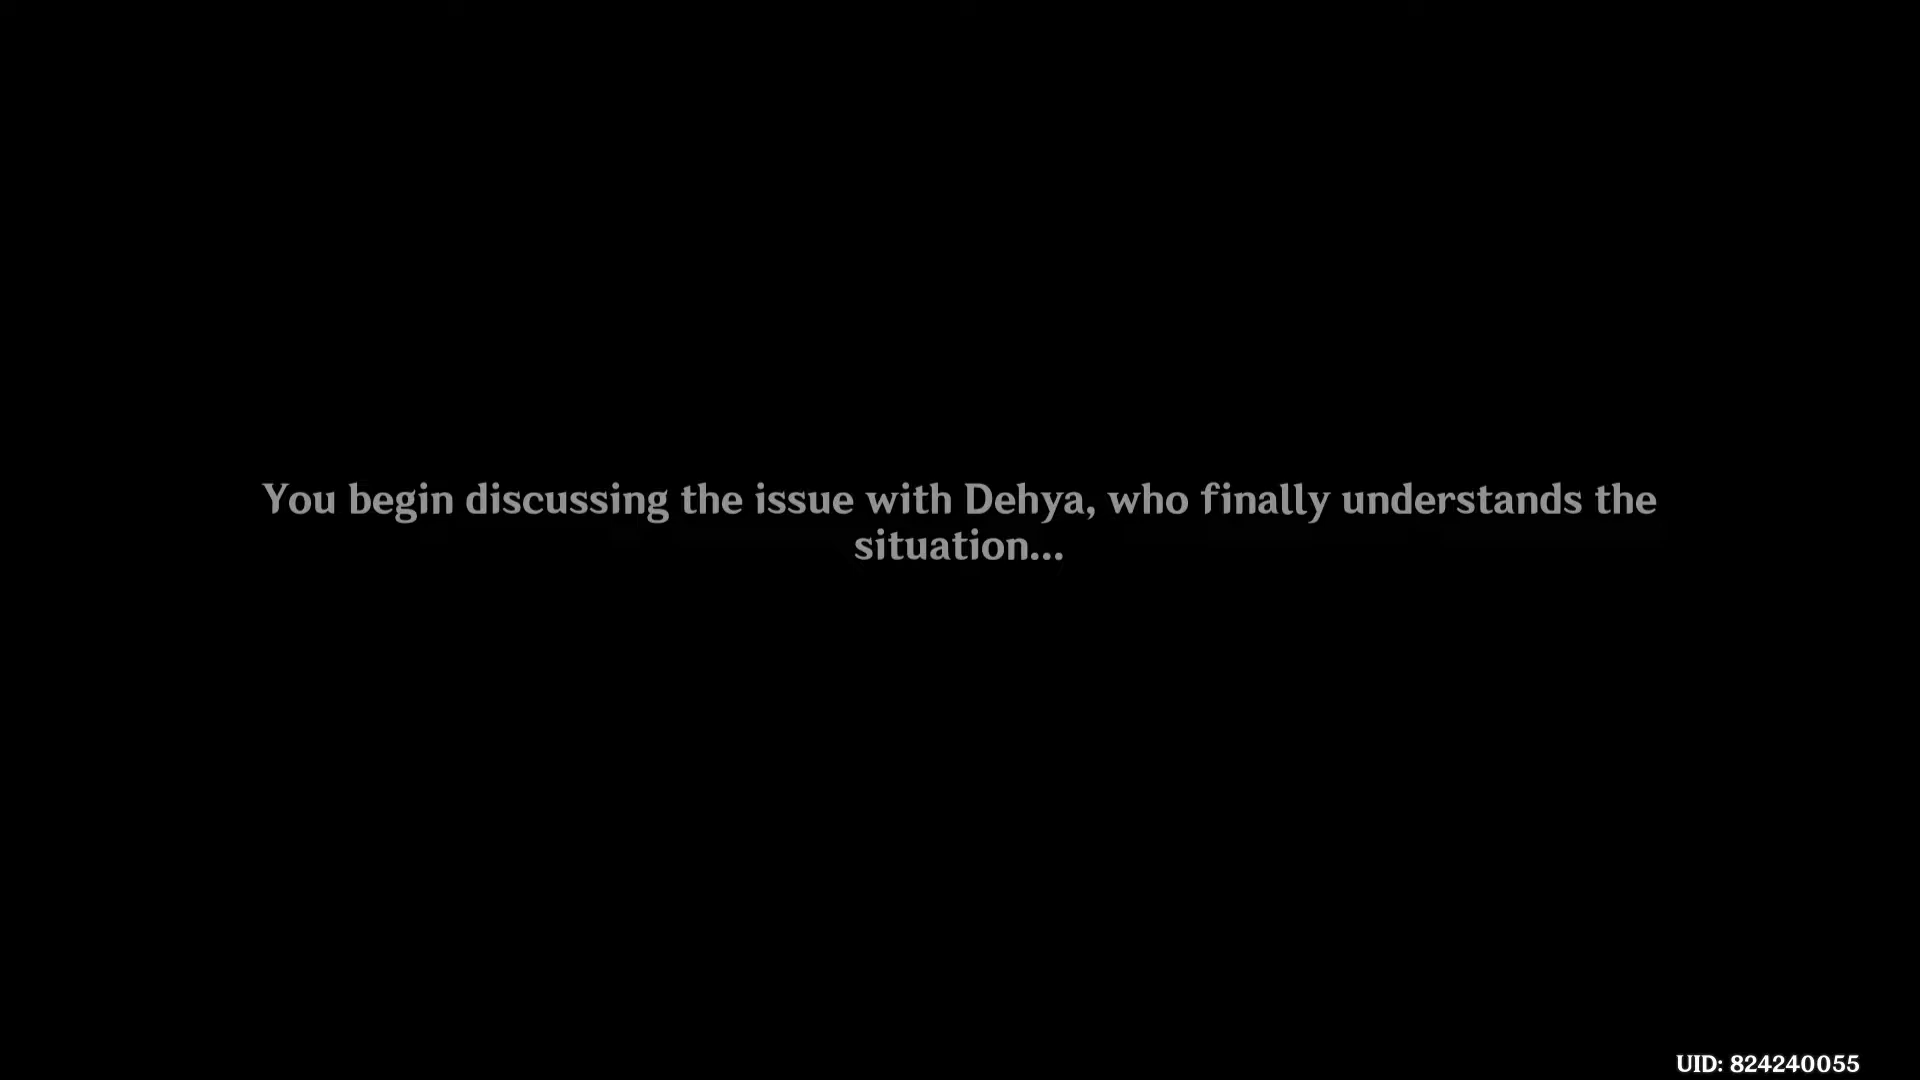 You begin discussing the issue with Dehya, who finally understands the
situation...
UID: 824240055